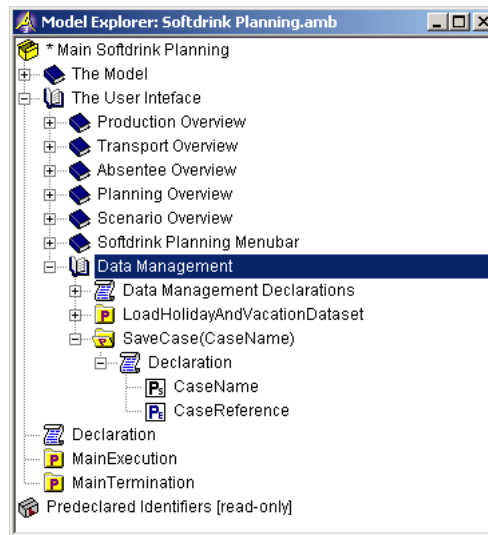 Model Explorer: Softdrink Planning.amb
* Main Softdrink Planning
The Model
The User Inteface
Production Overview
Transport Overview
Absentee Overview
Planning Overview
Scenario Overview
Softdrink Planning Menubar
Data Management
Data Management Declarations
P LoadHolidayAndVacationDataset
P SaveCase(CaseName)
Declaration
Ps CaseName
PE CaseReference
Declaration
P MainExecution
P MainTermination
Predeclared Identifiers [read-only]